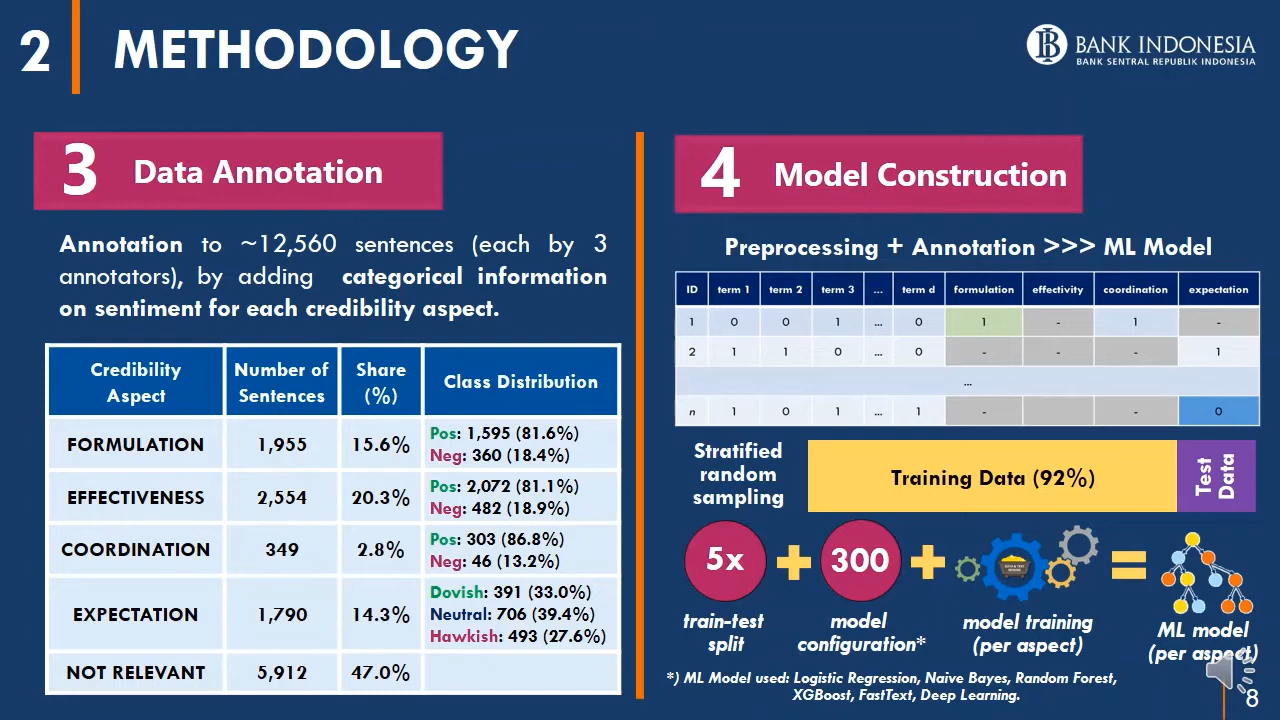 2
METHODOLOGY
BANK INDONESIA
BANK SENTRAL REPUBLIK INDONESIA
3 Data Annotation
Annotation to ~12,560 sentences (each by 3
annotators), by adding categorical information
on sentiment for each credibility aspect.
Credibility Aspect | Number of Sentences | Share (%) | Class Distribution
FORMULATION 1,955 15.6% Pos: 1,595 (81.6%)
Neg: 360 (18.4%)
EFFECTIVENESS 2,554 20.3% Pos: 2,072 (81.1%)
Neg: 482 (18.9%)
COORDINATION 349 2.8% Pos: 303 (86.8%)
Neg: 46 (13.2%)
EXPECTATION 1,790 14.3% Dovish: 391 (33.0%)
Neutral: 706 (39.4%)
Hawkish: 493 (27.6%)
NOT RELEVANT 5,912 47.0%
4 Model Construction
Preprocessing + Annotation >>> ML Model
ID term 1 term 2 term 3 ... term d formulation effectivity coordination expectation
1 0 0 1 ... 0 1 - 1 -
2 1 1 0 ... 0 - - - 1
...
n 1 0 1 ... 1 - - 0
Stratified
random
sampling
Training Data (92%)
Test
Data
5x + 300 + =
train-test
split
model
configuration*
model training
(per aspect)
ML model
(per aspect)
*) ML Model used: Logistic Regression, Naive Bayes, Random Forest,
XGBoost, FastText, Deep Learning.
8